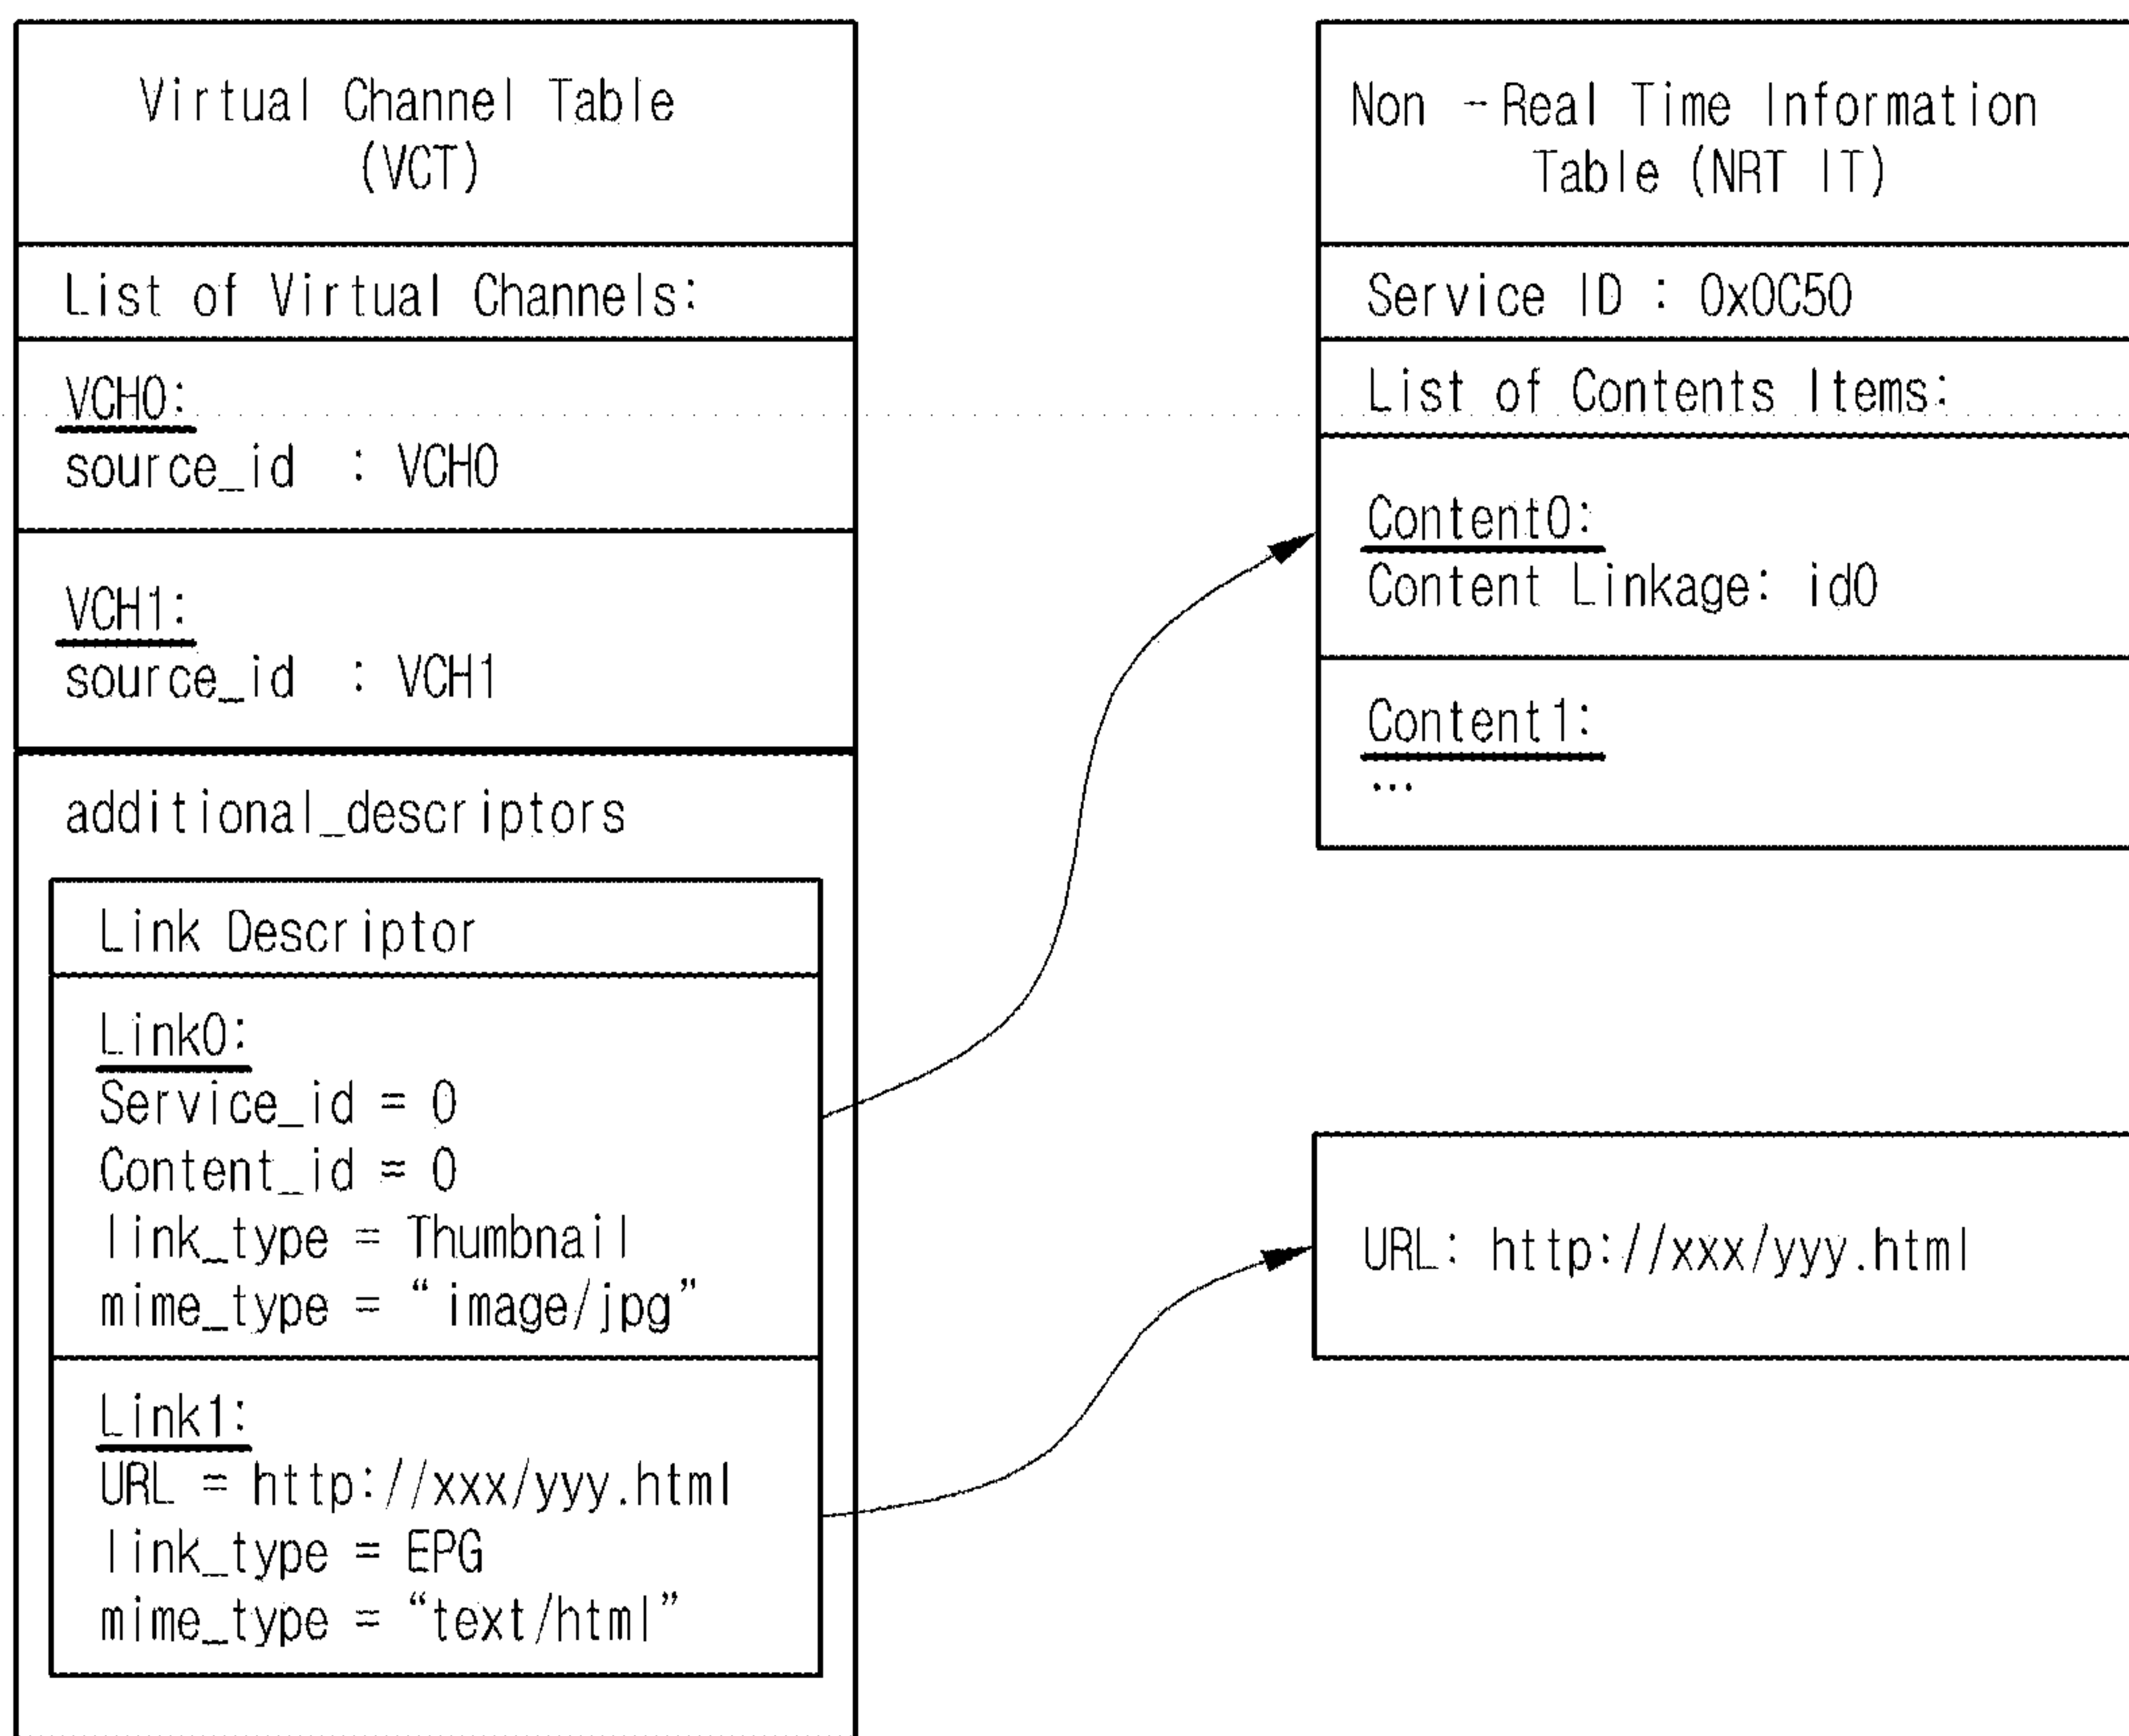 Virtual Channel Table
(VCT)
List of Virtual Channels:
VCH0:
source_id : VCH0
VCH1:
source_id : VCH1
additional_descriptors
Link Descriptor
Link0:
Service_id = 0
Content_id = 0
link_type = Thumbnail
mime_type = “image/jpg”
Link1:
URL = http://xxx/yyy.html
link_type = EPG
mime_type = “text/html”
Non -Real Time Information
Table (NRT IT)
Service ID : 0x0C50
List of Contents Items:
Content0:
Content Linkage: id0
Content1:
...
URL: http://xxx/yyy.html